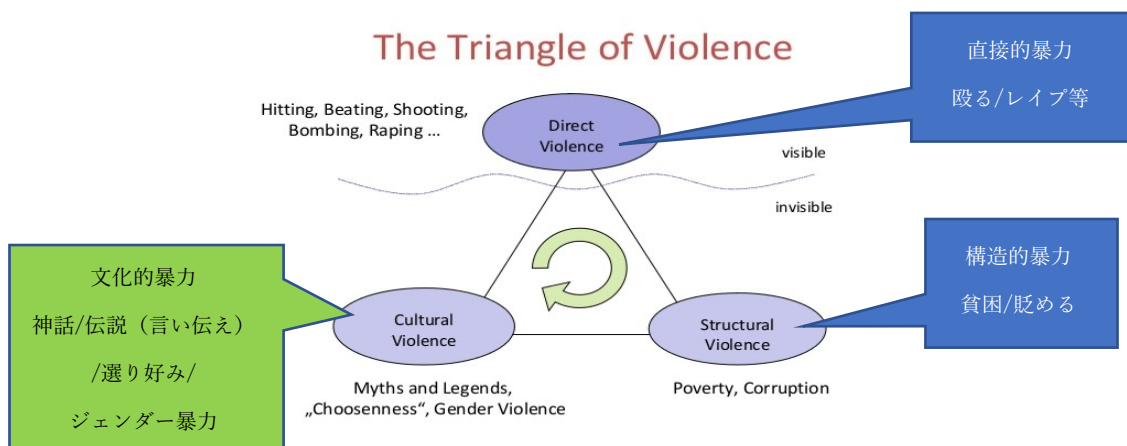 The Triangle of Violence
直接的暴力
殴る/レイプ等
Hitting, Beating, Shooting,
Bombing, Raping ...
Direct
Violence
visible
invisible
文化的暴力
神話/伝説（言い伝え）
/選り好み/
ジェンダー暴力
構造的暴力
貧困/貶める
Cultural
Violence
Structural
Violence
Myths and Legends,
„Choosenness“, Gender Violence
Poverty, Corruption